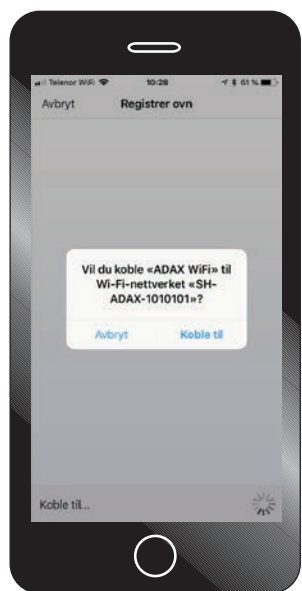 Telenor WiFi 10:28 61 %
Avbryt Registrer ovn
Vil du koble «ADAX WiFi» til
Wi-Fi-nettverket «SH-
ADAX-1010101»?
Avbryt Koble til
Koble til...